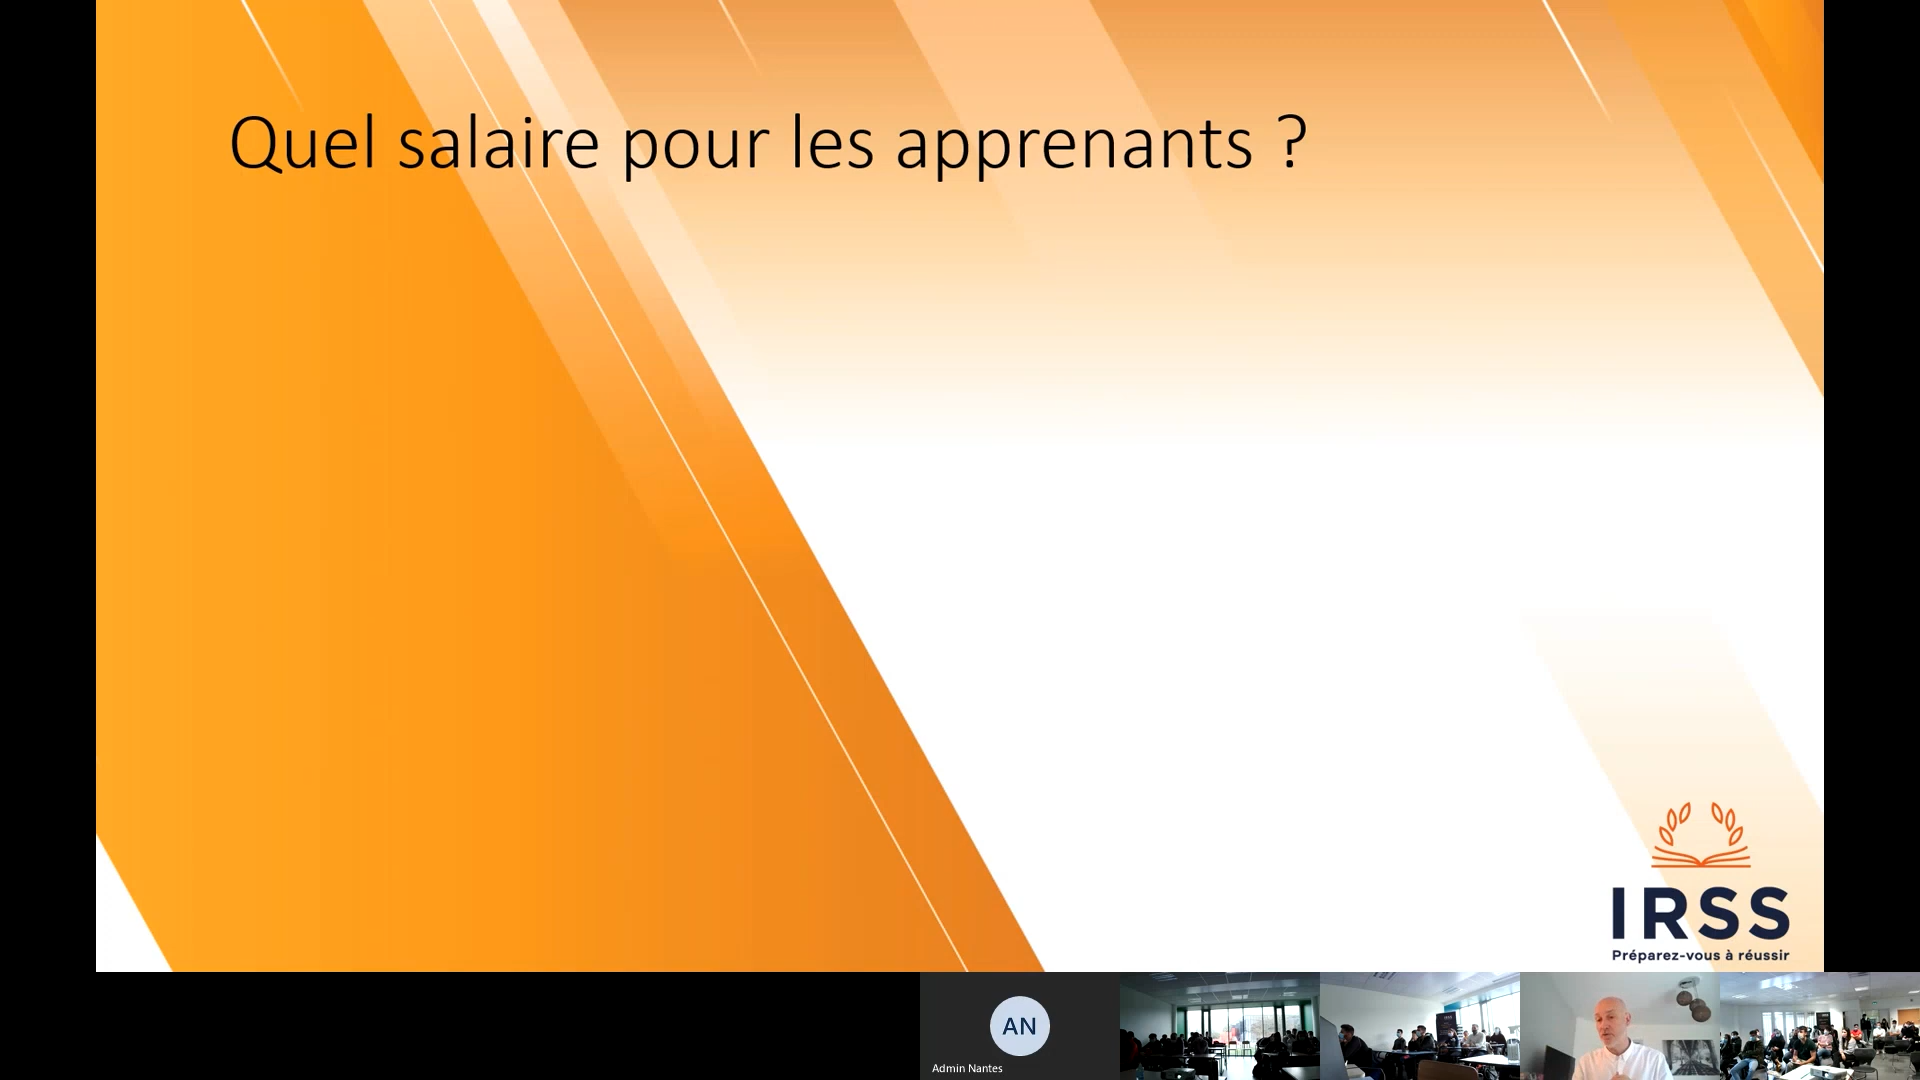 Quel salaire pour les apprenants ?
IRSS
Préparez-vous à réussir
AN
Admin Nantes